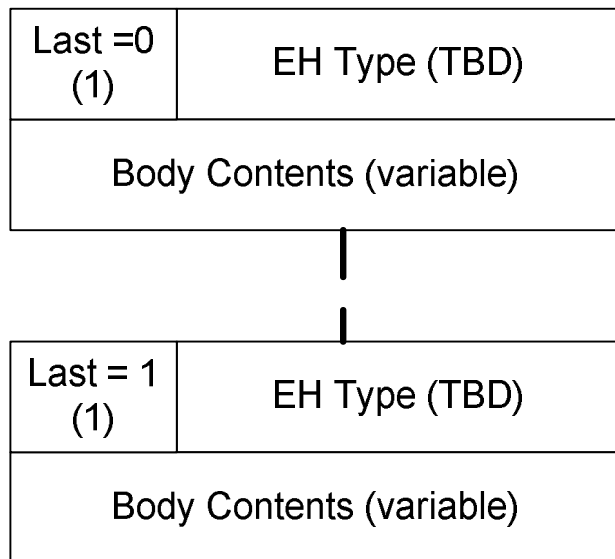 Last =0
(1)
EH Type (TBD)
Body Contents (variable)
Last = 1
(1)
EH Type (TBD)
Body Contents (variable)